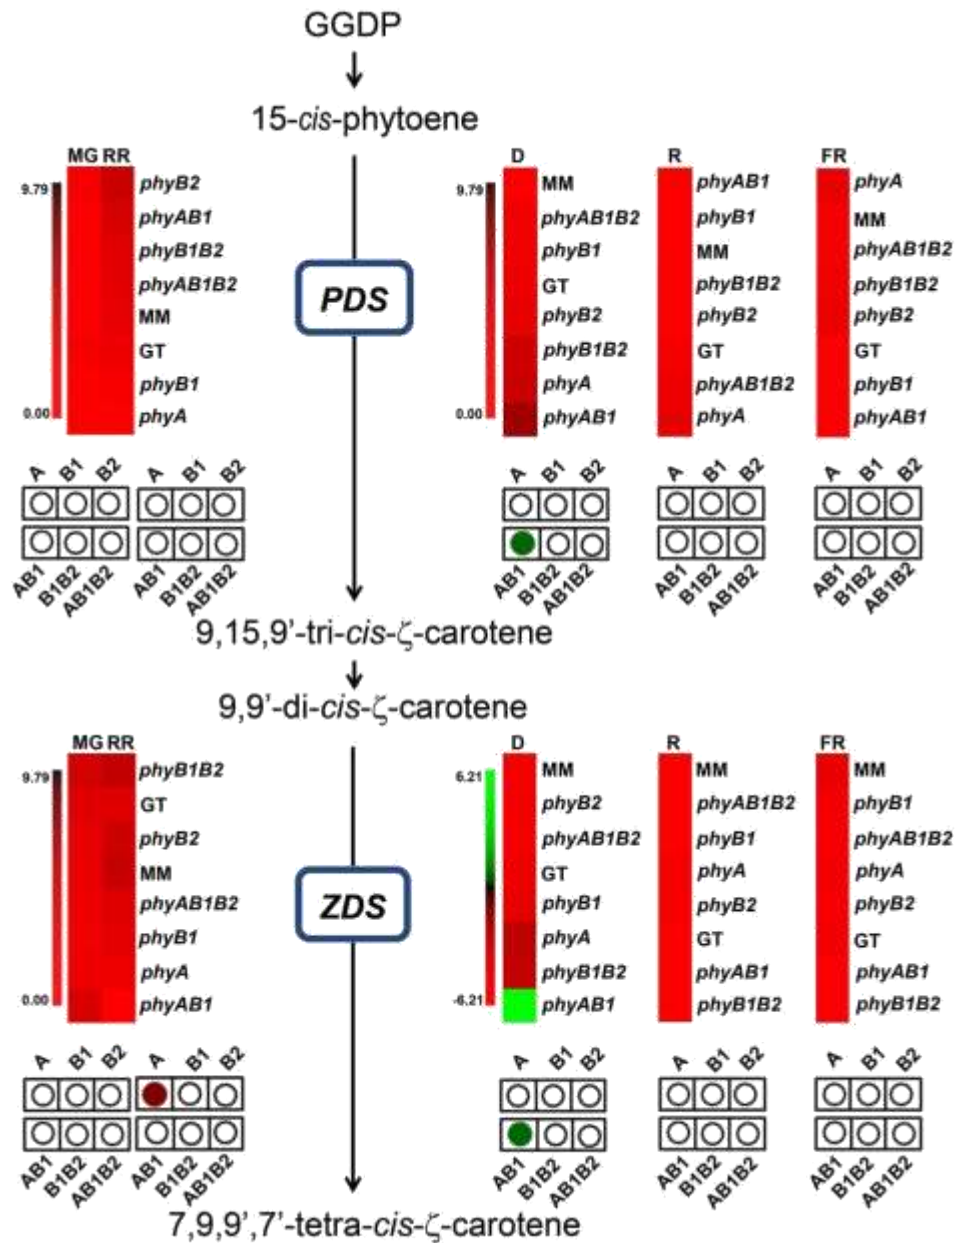 GGDP
15-cis-phytoene
MG RR
9.79
0.00
phyB2
phyAB1
phyB1B2
phyAB1B2
MM
GT
phyB1
phyA
PDS
D
9.79
0.00
MM
phyAB1B2
phyB1
GT
phyB2
phyB1B2
phyA
phyAB1
R
phyAB1
phyB1
MM
phyB1B2
phyB2
GT
phyAB1B2
phyA
FR
phyA
MM
phyAB1B2
phyB1B2
phyB2
GT
phyB1
phyAB1
A B1 B2 A B1 B2
AB1 B1B2 AB1B2 AB1 B1B2 AB1B2
A B1 B2
AB1 B1B2 AB1B2
A B1 B2
AB1 B1B2 AB1B2
A B1 B2
AB1 B1B2 AB1B2
9,15,9’-tri-cis-ζ-carotene
9,9’-di-cis-ζ-carotene
MG RR
9.79
0.00
phyB1B2
GT
phyB2
MM
phyAB1B2
phyB1
phyA
phyAB1
ZDS
D
6.21
-6.21
MM
phyB2
phyAB1B2
GT
phyB1
phyA
phyB1B2
phyAB1
R
MM
phyAB1B2
phyB1
phyA
phyB2
GT
phyAB1
phyB1B2
FR
MM
phyB1
phyAB1B2
phyA
phyB2
GT
phyAB1
phyB1B2
A B1 B2 A B1 B2
AB1 B1B2 AB1B2 AB1 B1B2 AB1B2
A B1 B2
AB1 B1B2 AB1B2
A B1 B2
AB1 B1B2 AB1B2
A B1 B2
AB1 B1B2 AB1B2
7,9,9’,7’-tetra-cis-ζ-carotene